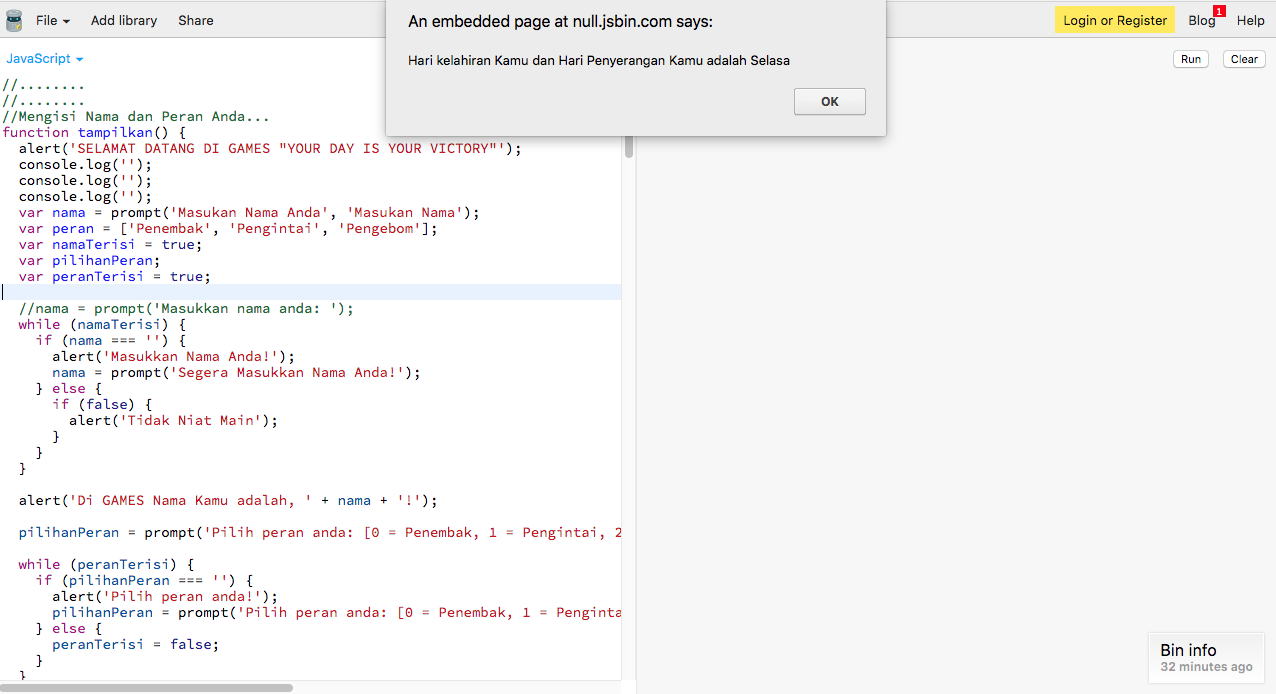 File Add library Share
An embedded page at null.jsbin.com says:
Hari kelahiran Kamu dan Hari Penyerangan Kamu adalah Selasa
OK
Login or Register Blog 1 Help
JavaScript
Run Clear
//........
//........
//Mengisi Nama dan Peran Anda...
function tampilkan() {
  alert('SELAMAT DATANG DI GAMES "YOUR DAY IS YOUR VICTORY"');
  console.log('');
  console.log('');
  console.log('');
  var nama = prompt('Masukan Nama Anda', 'Masukan Nama');
  var peran = ['Penembak', 'Pengintai', 'Pengebom'];
  var namaTerisi = true;
  var pilihanPeran;
  var peranTerisi = true;
  //nama = prompt('Masukkan nama anda: ');
  while (namaTerisi) {
    if (nama === '') {
      alert('Masukkan Nama Anda!');
      nama = prompt('Segera Masukkan Nama Anda!');
    } else {
      if (false) {
        alert('Tidak Niat Main');
      }
    }
  }
  alert('Di GAMES Nama Kamu adalah, ' + nama + '!');
  pilihanPeran = prompt('Pilih peran anda: [0 = Penembak, 1 = Pengintai, 2
  while (peranTerisi) {
    if (pilihanPeran === '') {
      alert('Pilih peran anda!');
      pilihanPeran = prompt('Pilih peran anda: [0 = Penembak, 1 = Penginta
    } else {
      peranTerisi = false;
    }
  }
Bin info
32 minutes ago